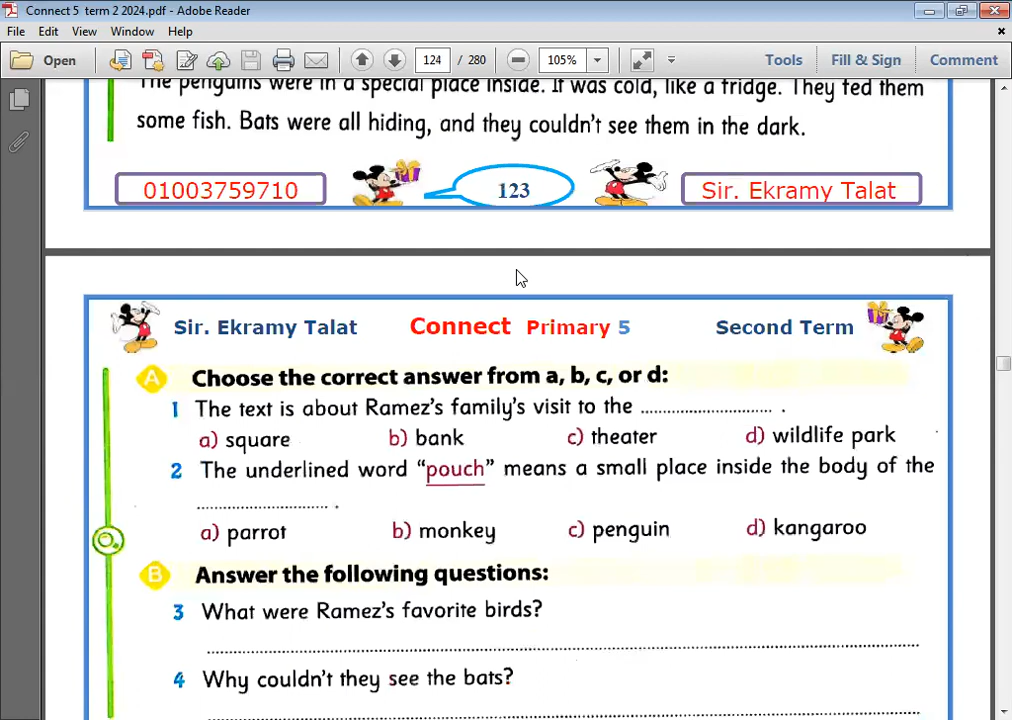 Connect 5 term 2 2024.pdf - Adobe Reader
File Edit View Window Help
Open 124 / 280 105% Tools Fill & Sign Comment
The penguins were in a special place inside. It was cold, like a fridge. They fed them
some fish. Bats were all hiding, and they couldn't see them in the dark.
01003759710 123 Sir. Ekramy Talat
Sir. Ekramy Talat Connect Primary 5 Second Term
A Choose the correct answer from a, b, c, or d:
1 The text is about Ramez's family's visit to the ............................ .
a) square b) bank c) theater d) wildlife park
2 The underlined word "pouch" means a small place inside the body of the
............................ .
a) parrot b) monkey c) penguin d) kangaroo
B Answer the following questions:
3 What were Ramez's favorite birds?
4 Why couldn't they see the bats?